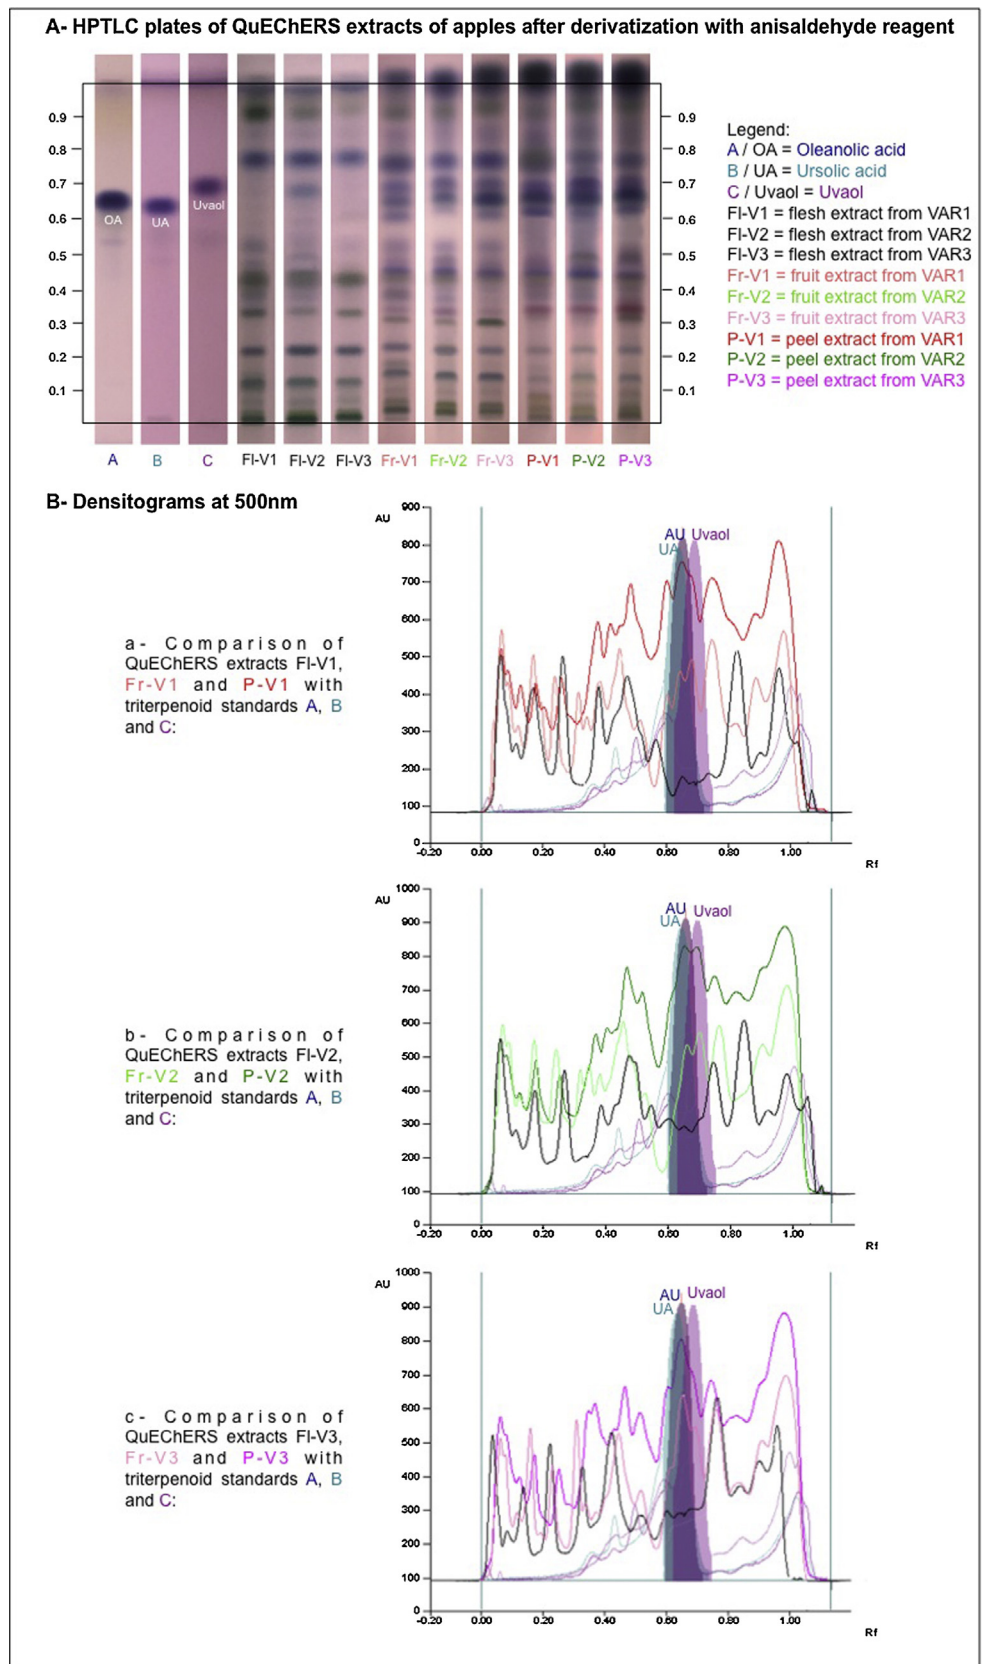 A- HPTLC plates of QuEChERS extracts of apples after derivatization with anisaldehyde reagent
0.9
0.8
0.7
0.6
0.5
0.4
0.3
0.2
0.1
OA
UA
Uvaol
0.9
0.8
0.7
0.6
0.5
0.4
0.3
0.2
0.1
A B C Fl-V1 Fl-V2 Fl-V3 Fr-V1 Fr-V2 Fr-V3 P-V1 P-V2 P-V3
Legend:
A / OA = Oleanolic acid
B / UA = Ursolic acid
C / Uvaol = Uvaol
Fl-V1 = flesh extract from VAR1
Fl-V2 = flesh extract from VAR2
Fl-V3 = flesh extract from VAR3
Fr-V1 = fruit extract from VAR1
Fr-V2 = fruit extract from VAR2
Fr-V3 = fruit extract from VAR3
P-V1 = peel extract from VAR1
P-V2 = peel extract from VAR2
P-V3 = peel extract from VAR3
B- Densitograms at 500nm
a- Comparison of
QuEChERS extracts Fl-V1,
Fr-V1 and P-V1 with
triterpenoid standards A, B
and C:
AU
900
800
700
600
500
400
300
200
100
0
AU Uvaol
UA
-0.20 0.00 0.20 0.40 0.60 0.80 1.00
Rf
b- Comparison of
QuEChERS extracts Fl-V2,
Fr-V2 and P-V2 with
triterpenoid standards A, B
and C:
AU
1000
900
800
700
600
500
400
300
200
100
0
AU Uvaol
UA
-0.20 0.00 0.20 0.40 0.60 0.80 1.00
Rf
c- Comparison of
QuEChERS extracts Fl-V3,
Fr-V3 and P-V3 with
triterpenoid standards A, B
and C:
AU
1000
900
800
700
600
500
400
300
200
100
0
AU Uvaol
UA
-0.20 0.00 0.20 0.40 0.60 0.80 1.00
Rf